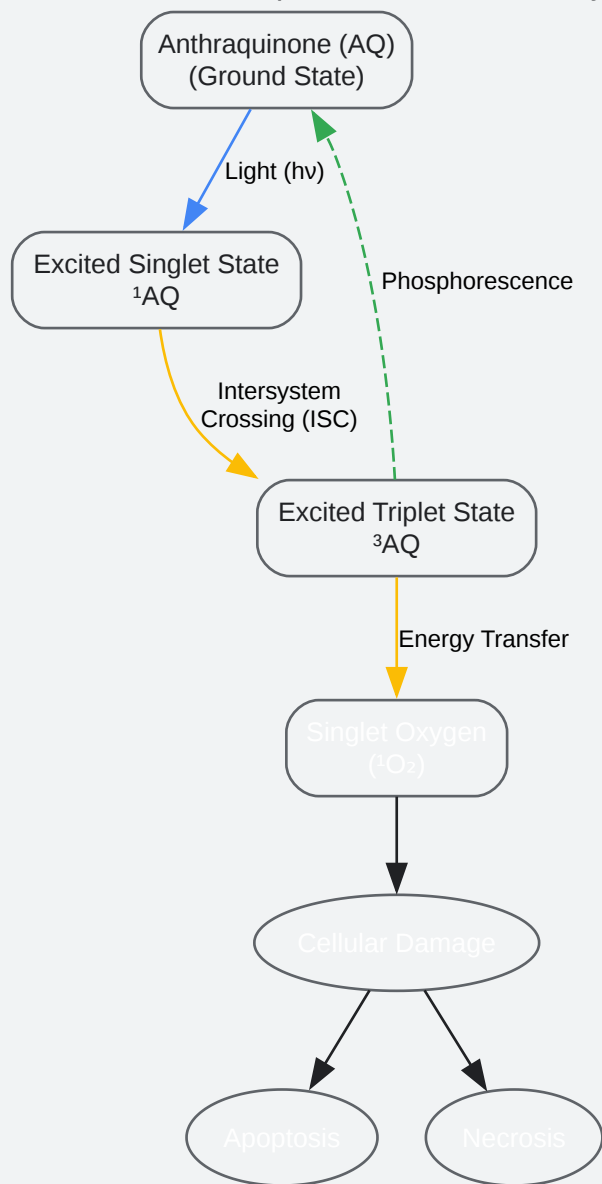 Anthraquinone (AQ)
(Ground State)
Light (hν)
Excited Singlet State
¹AQ
Phosphorescence
Intersystem
Crossing (ISC)
Excited Triplet State
³AQ
Energy Transfer
Singlet Oxygen
(¹O₂)
Cellular Damage
Apoptosis
Necrosis